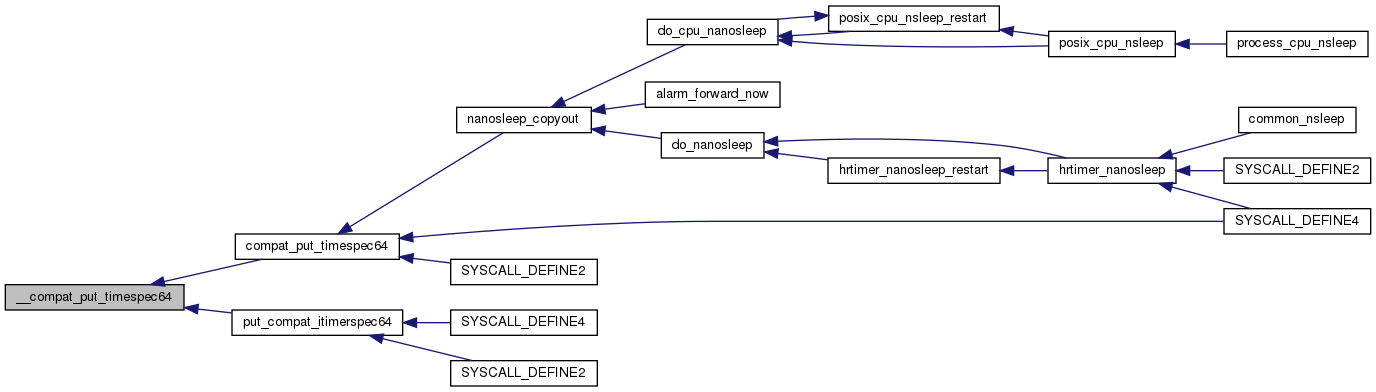 posix_cpu_nsleep_restart
do_cpu_nanosleep
posix_cpu_nsleep
process_cpu_nsleep
alarm_forward_now
nanosleep_copyout
common_nsleep
do_nanosleep
hrtimer_nanosleep_restart
hrtimer_nanosleep
SYSCALL_DEFINE2
SYSCALL_DEFINE4
compat_put_timespec64
SYSCALL_DEFINE2
__compat_put_timespec64
put_compat_itimerspec64
SYSCALL_DEFINE4
SYSCALL_DEFINE2